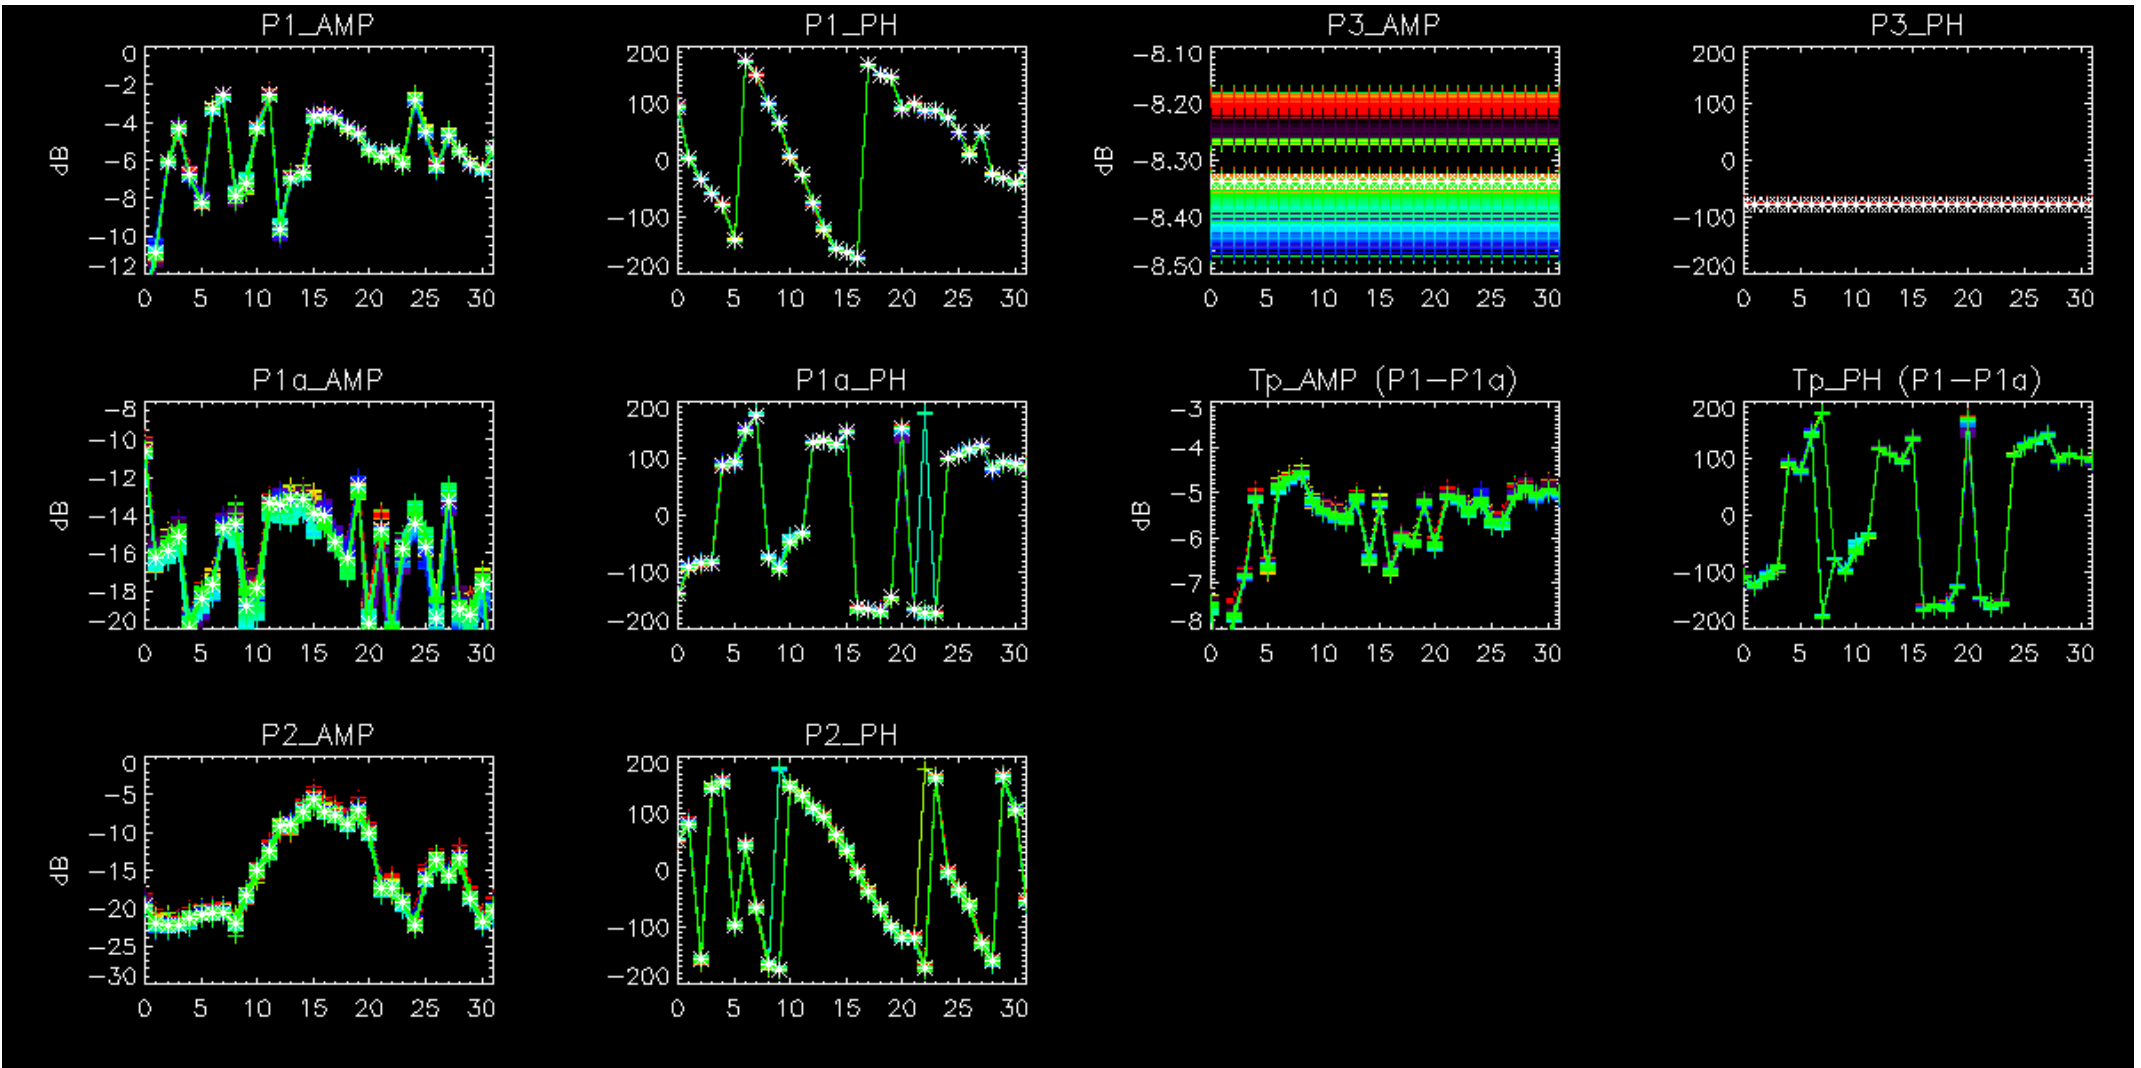 P1_AMP
P1_PH
P3_AMP
P3_PH
dB
0
−2
−4
−6
−8
−10
−12
0 5 10 15 20 25 30
200
100
0
−100
−200
0 5 10 15 20 25 30
dB
−8.10
−8.20
−8.30
−8.40
−8.50
0 5 10 15 20 25 30
200
100
0
−100
−200
0 5 10 15 20 25 30
P1a_AMP
P1a_PH
Tp_AMP (P1−P1a)
Tp_PH (P1−P1a)
dB
−8
−10
−12
−14
−16
−18
−20
0 5 10 15 20 25 30
200
100
0
−100
−200
0 5 10 15 20 25 30
dB
−3
−4
−5
−6
−7
−8
0 5 10 15 20 25 30
200
100
0
−100
−200
0 5 10 15 20 25 30
P2_AMP
P2_PH
dB
0
−5
−10
−15
−20
−25
−30
0 5 10 15 20 25 30
200
100
0
−100
−200
0 5 10 15 20 25 30